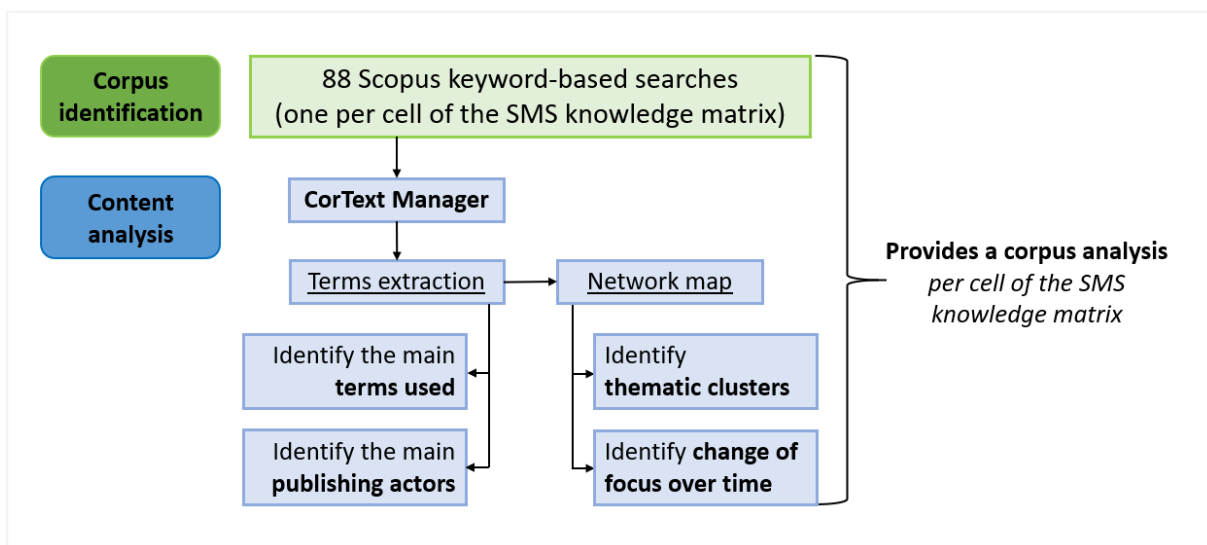 Corpus
identification
88 Scopus keyword-based searches
(one per cell of the SMS knowledge matrix)
Content
analysis
CorText Manager
Terms extraction
Network map
Identify the main
terms used
Identify
thematic clusters
Identify the main
publishing actors
Identify change of
focus over time
Provides a corpus analysis
per cell of the SMS
knowledge matrix